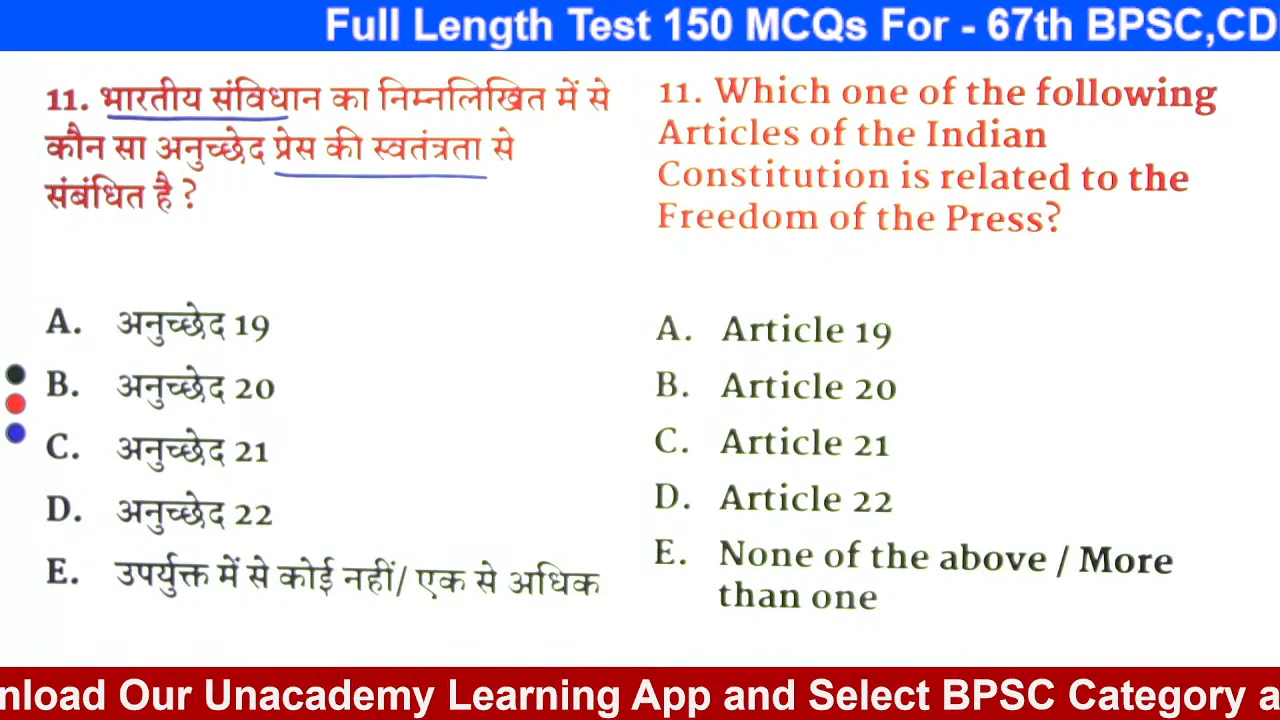 Full Length Test 150 MCQs For - 67th BPSC,CD
11. भारतीय संविधान का निम्नलिखित में से
कौन सा अनुच्छेद प्रेस की स्वतंत्रता से
संबंधित है ?
A. अनुच्छेद 19
B. अनुच्छेद 20
C. अनुच्छेद 21
D. अनुच्छेद 22
E. उपर्युक्त में से कोई नहीं/ एक से अधिक
11. Which one of the following
Articles of the Indian
Constitution is related to the
Freedom of the Press?
A. Article 19
B. Article 20
C. Article 21
D. Article 22
E. None of the above / More
than one
nload Our Unacademy Learning App and Select BPSC Category a